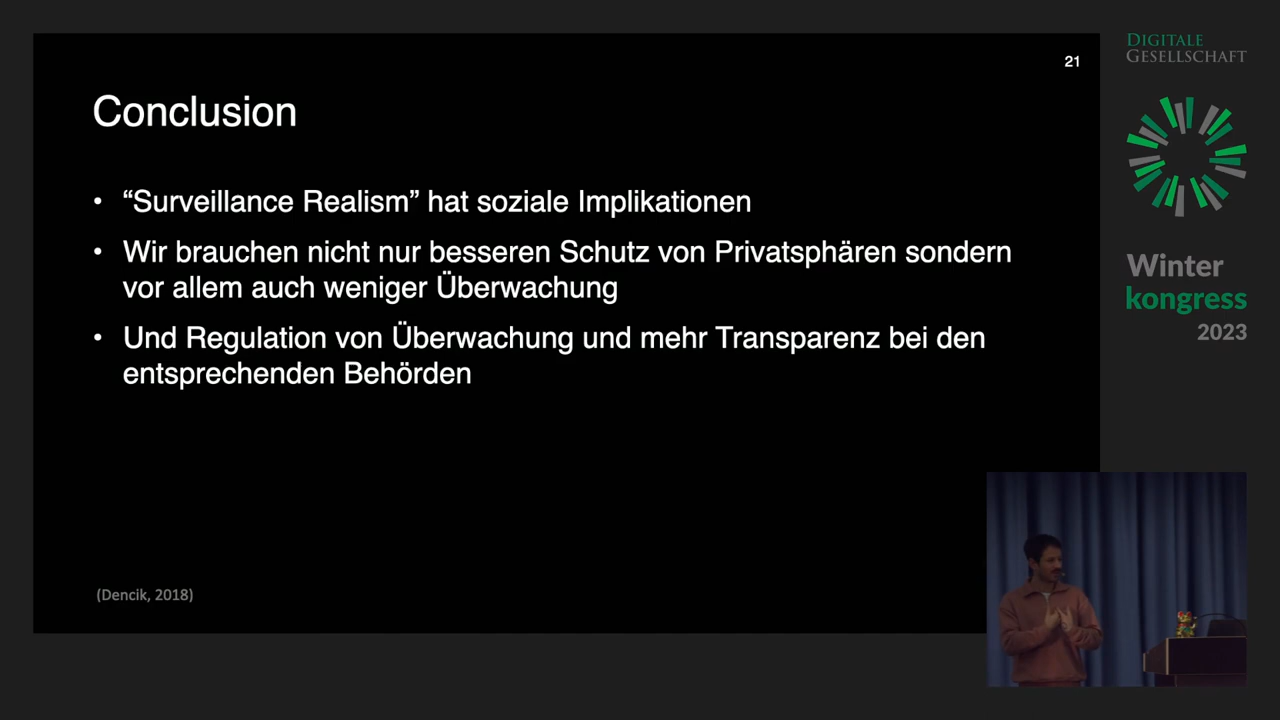 21
DIGITALE
GESELLSCHAFT
Conclusion
• “Surveillance Realism” hat soziale Implikationen
• Wir brauchen nicht nur besseren Schutz von Privatsphären sondern
vor allem auch weniger Überwachung
• Und Regulation von Überwachung und mehr Transparenz bei den
entsprechenden Behörden
Winter
kongress
2023
(Dencik, 2018)